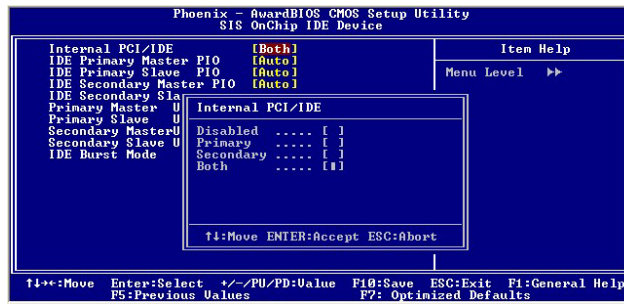 Phoenix - AwardBIOS CMOS Setup Utility
SIS OnChip IDE Device
Internal PCI/IDE [Both] Item Help
IDE Primary Master PIO [Auto]
IDE Primary Slave PIO [Auto] Menu Level ▶▶
IDE Secondary Master PIO [Auto]
IDE Secondary Sla
Primary Master U
Primary Slave U
Secondary MasterU
Secondary Slave U
IDE Burst Mode
Internal PCI/IDE
Disabled ..... [ ]
Primary ..... [ ]
Secondary ..... [ ]
Both ..... [■]
↑↓:Move ENTER:Accept ESC:Abort
↑↓→←:Move Enter:Select +/-/PU/PD:Value F10:Save ESC:Exit F1:General Help
F5:Previous Values F7: Optimized Defaults